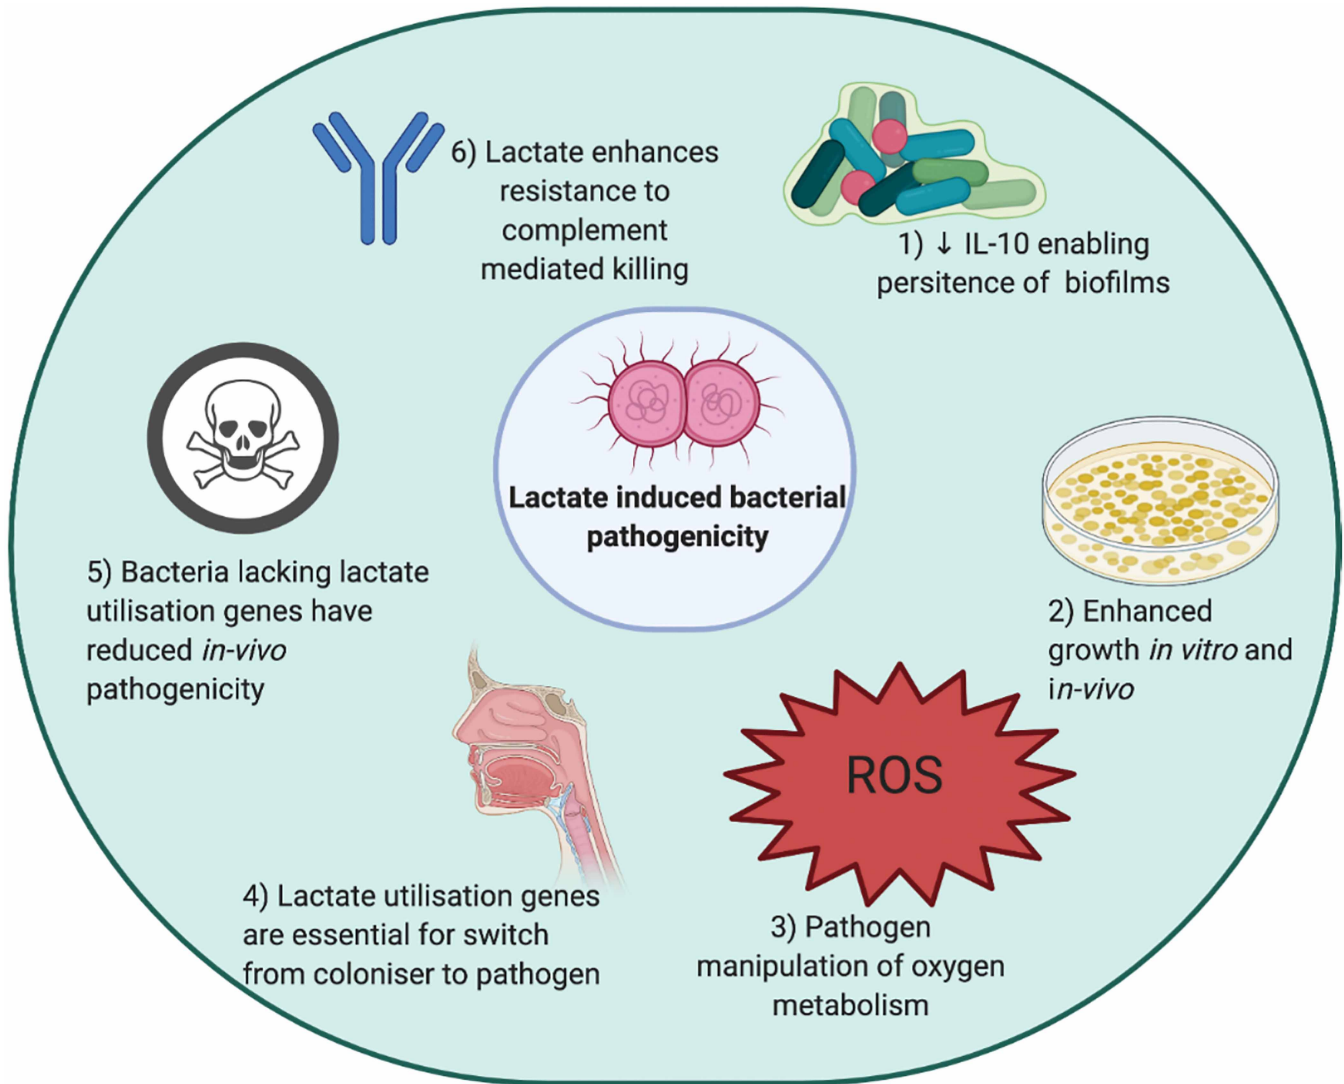 Lactate induced bacterial
pathogenicity
1) ↓ IL-10 enabling
persitence of biofilms
2) Enhanced
growth in vitro and
in-vivo
ROS
3) Pathogen
manipulation of oxygen
metabolism
4) Lactate utilisation genes
are essential for switch
from coloniser to pathogen
5) Bacteria lacking lactate
utilisation genes have
reduced in-vivo
pathogenicity
6) Lactate enhances
resistance to
complement
mediated killing